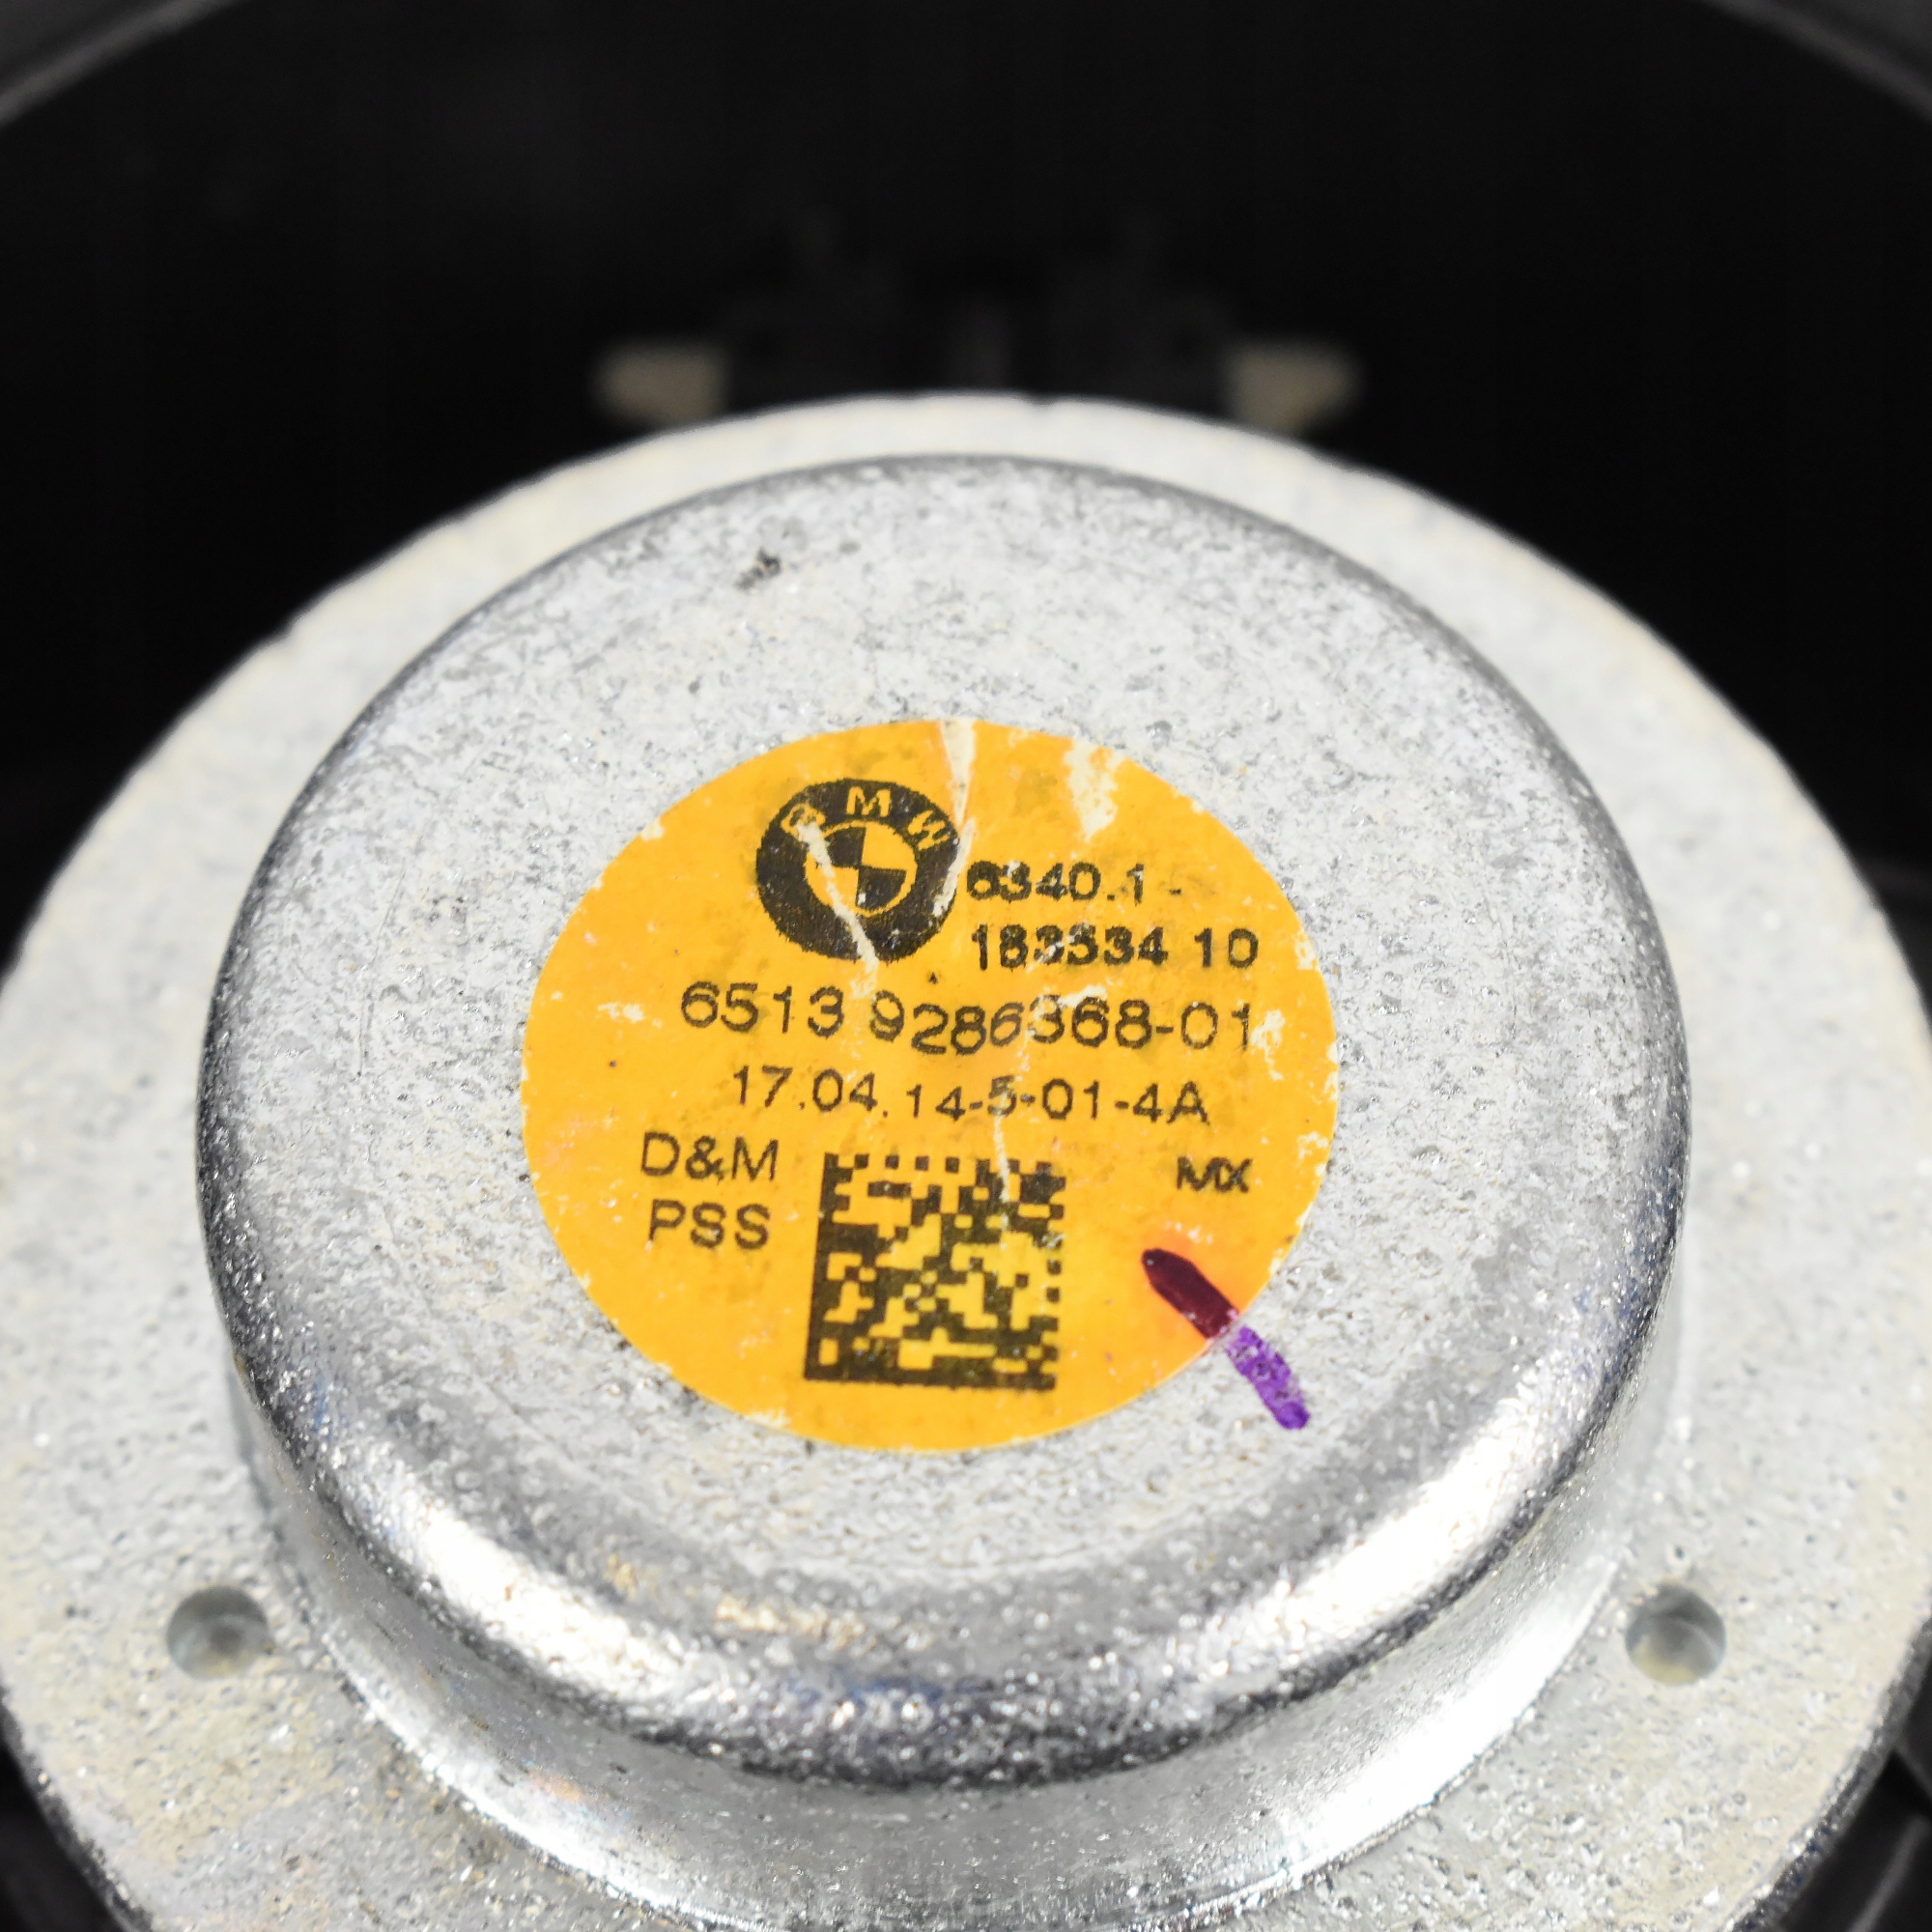 BMW
6340.1 -
183334 10
6513 9286368-01
17.04.14-5-01-4A
D&M
MX
PSS